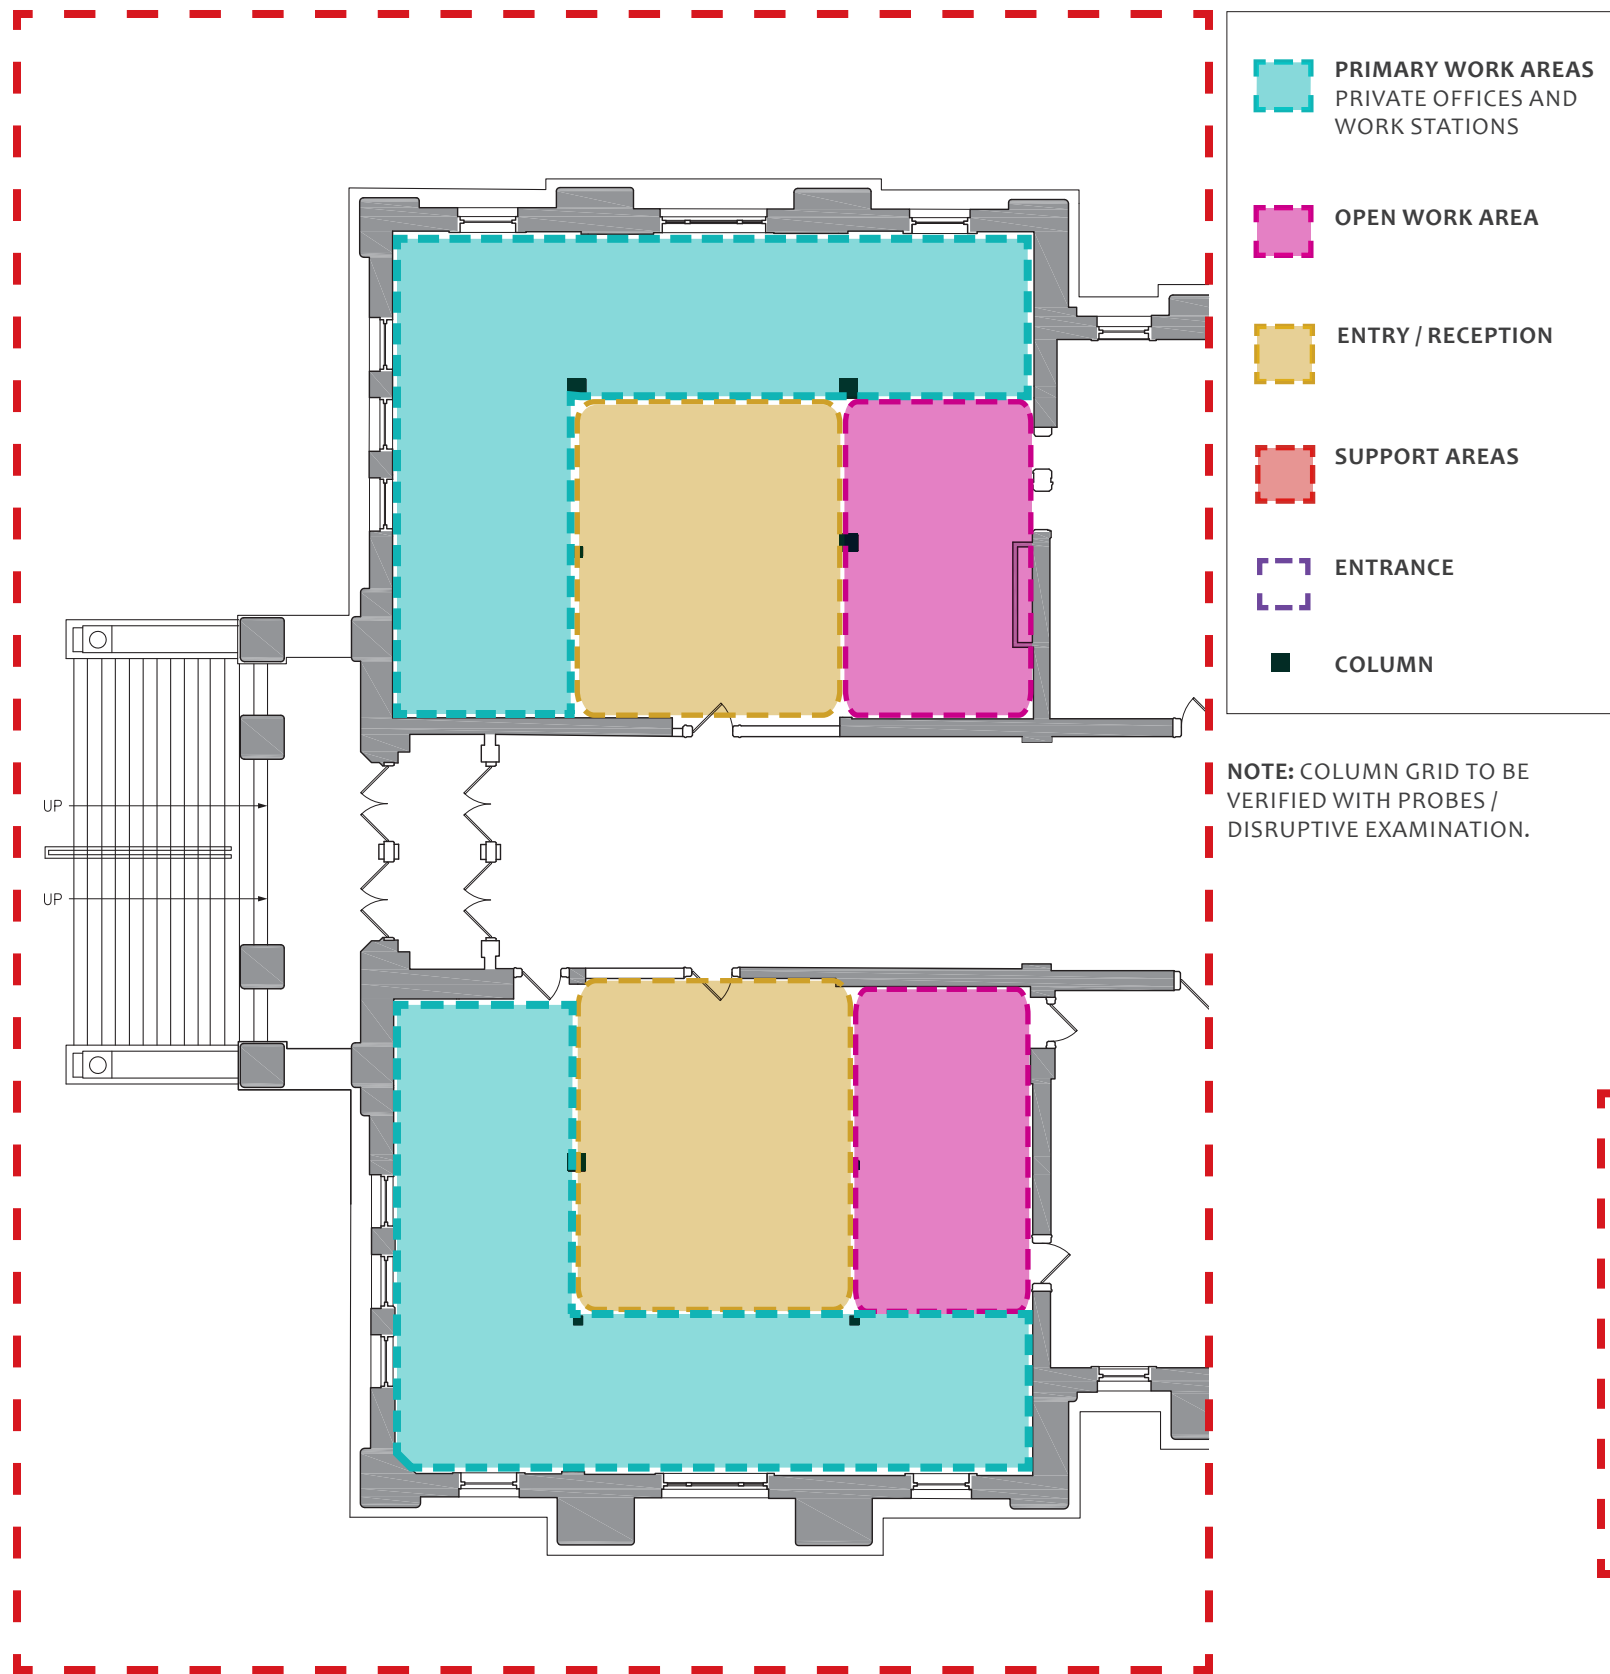 PRIMARY WORK AREAS
PRIVATE OFFICES AND
WORK STATIONS
OPEN WORK AREA
ENTRY / RECEPTION
SUPPORT AREAS
ENTRANCE
COLUMN
NOTE: COLUMN GRID TO BE
VERIFIED WITH PROBES /
DISRUPTIVE EXAMINATION.
UP
UP